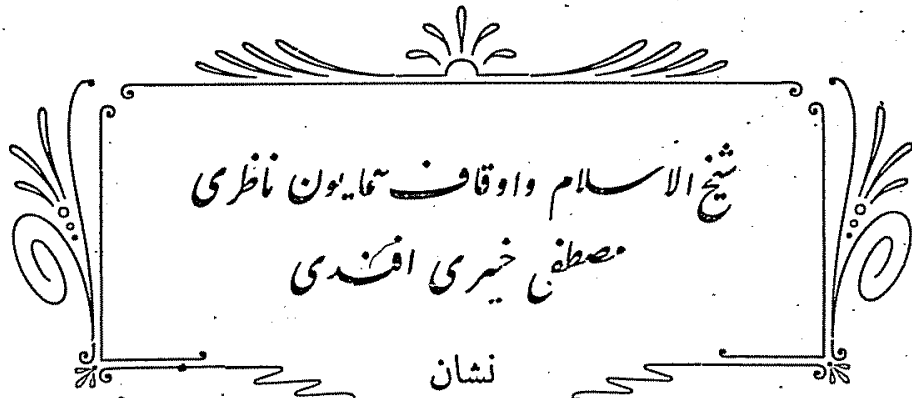 شیخ الاسلام واوقاف همایون ناظری
مصطفی خیری افندی
نشان